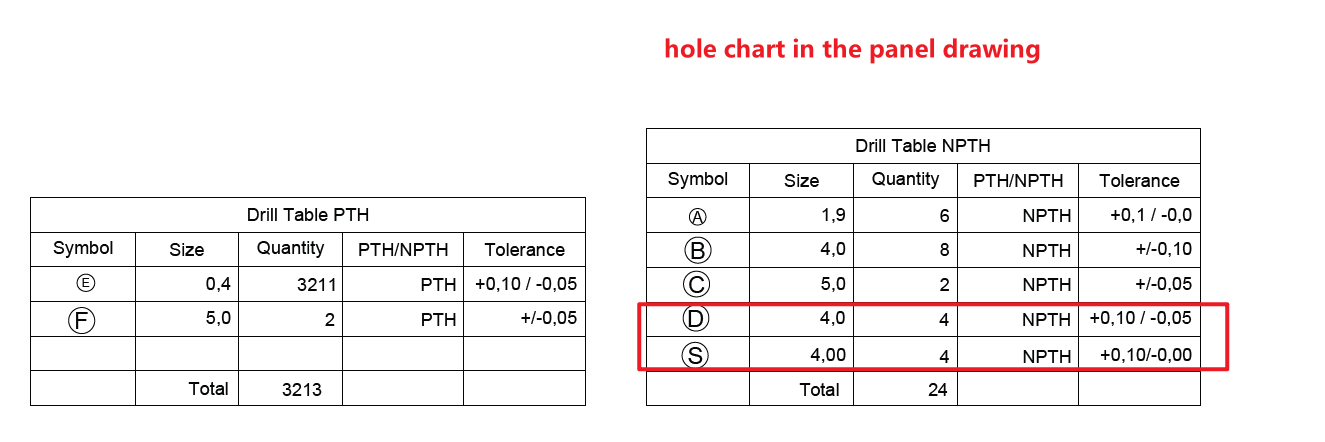 hole chart in the panel drawing
Drill Table PTH
Symbol Size Quantity PTH/NPTH Tolerance
E 0,4 3211 PTH +0,10 / -0,05
F 5,0 2 PTH +/-0,05
Total 3213
Drill Table NPTH
Symbol Size Quantity PTH/NPTH Tolerance
A 1,9 6 NPTH +0,1 / -0,0
B 4,0 8 NPTH +/-0,10
C 5,0 2 NPTH +/-0,05
D 4,0 4 NPTH +0,10 / -0,05
S 4,00 4 NPTH +0,10/-0,00
Total 24